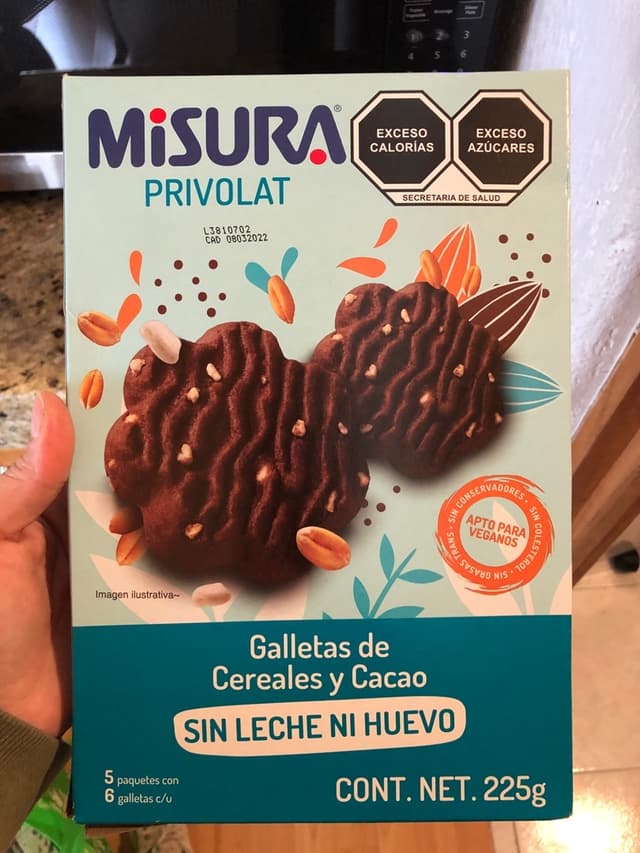 MiSURA®
PRIVOLAT
EXCESO
CALORÍAS
EXCESO
AZÚCARES
SECRETARIA DE SALUD
L3810702
CAD 08032022
SIN CONSERVADORES · SIN COLESTEROL · SIN GRASAS TRANS ·
APTO PARA
VEGANOS
Imagen ilustrativa~
Galletas de
Cereales y Cacao
SIN LECHE NI HUEVO
5 paquetes con
6 galletas c/u
CONT. NET. 225g
1 2 3
4 5 6